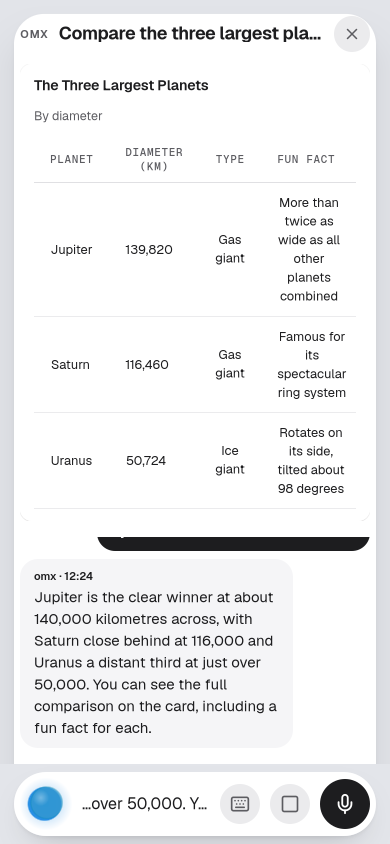 OMX Compare the three largest pla...
The Three Largest Planets
By diameter
PLANET DIAMETER (KM) TYPE FUN FACT
Jupiter 139,820 Gas giant More than twice as wide as all other planets combined
Saturn 116,460 Gas giant Famous for its spectacular ring system
Uranus 50,724 Ice giant Rotates on its side, tilted about 98 degrees
omx · 12:24
Jupiter is the clear winner at about
140,000 kilometres across, with
Saturn close behind at 116,000 and
Uranus a distant third at just over
50,000. You can see the full
comparison on the card, including a
fun fact for each.
...over 50,000. Y...